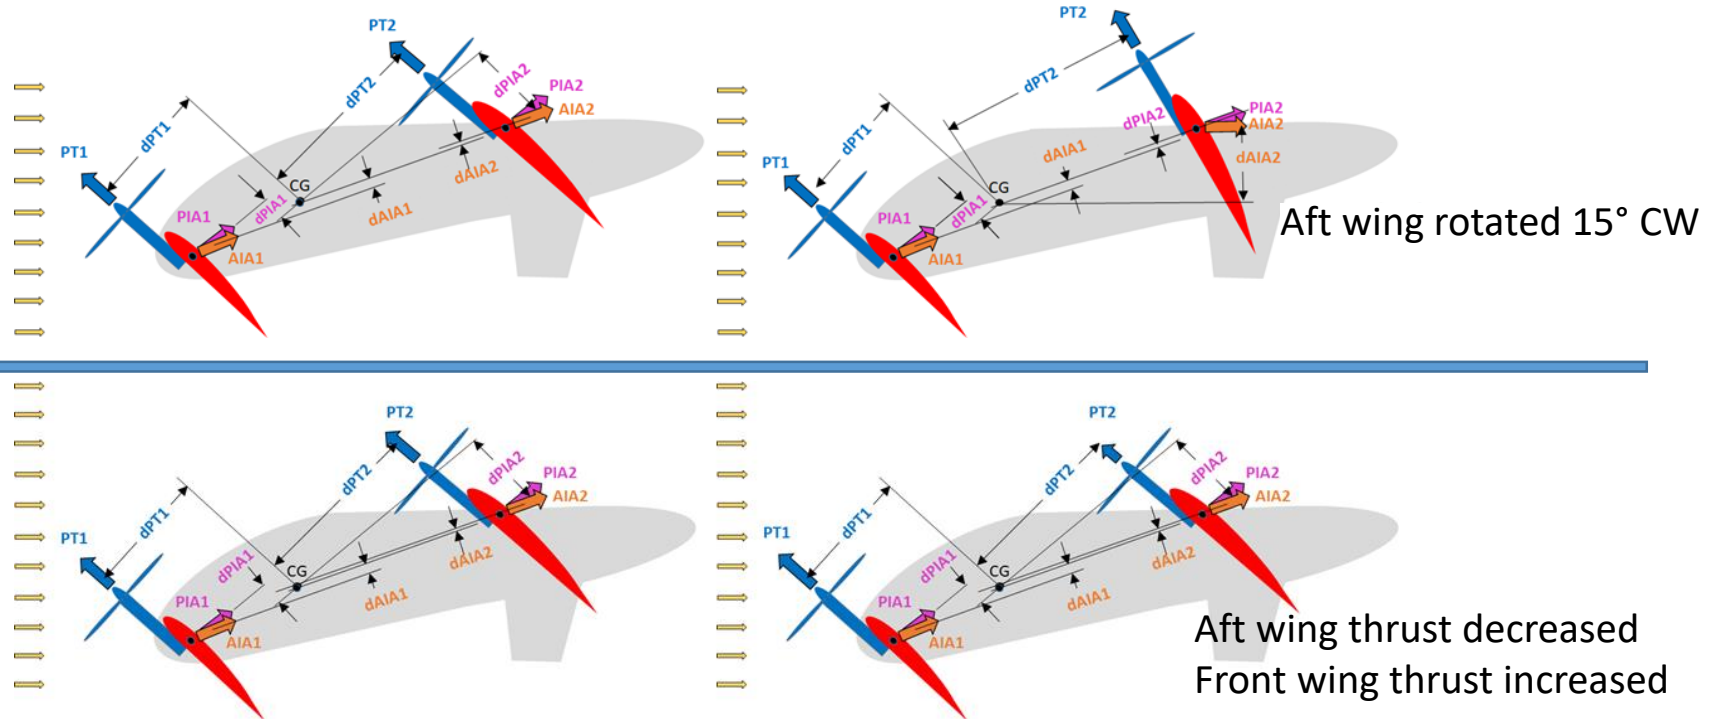 PT2
dPT2
dPIA2
PIA2
AIA2
dPT1
PT1
dAIA2
CG
dAIA1
dPIA1
PIA1
AIA1
PT2
dPT2
dPIA2
PIA2
AIA2
dPT1
PT1
dAIA1
dAIA2
CG
dPIA1
PIA1
AIA1
Aft wing rotated 15° CW
PT2
dPT2
dPIA2
PIA2
AIA2
dPT1
PT1
dAIA2
dPIA1
CG
dAIA1
PIA1
AIA1
PT2
dPT2
dPIA2
PIA2
AIA2
dPT1
PT1
dAIA2
dPIA1
CG
dAIA1
PIA1
AIA1
Aft wing thrust decreased
Front wing thrust increased